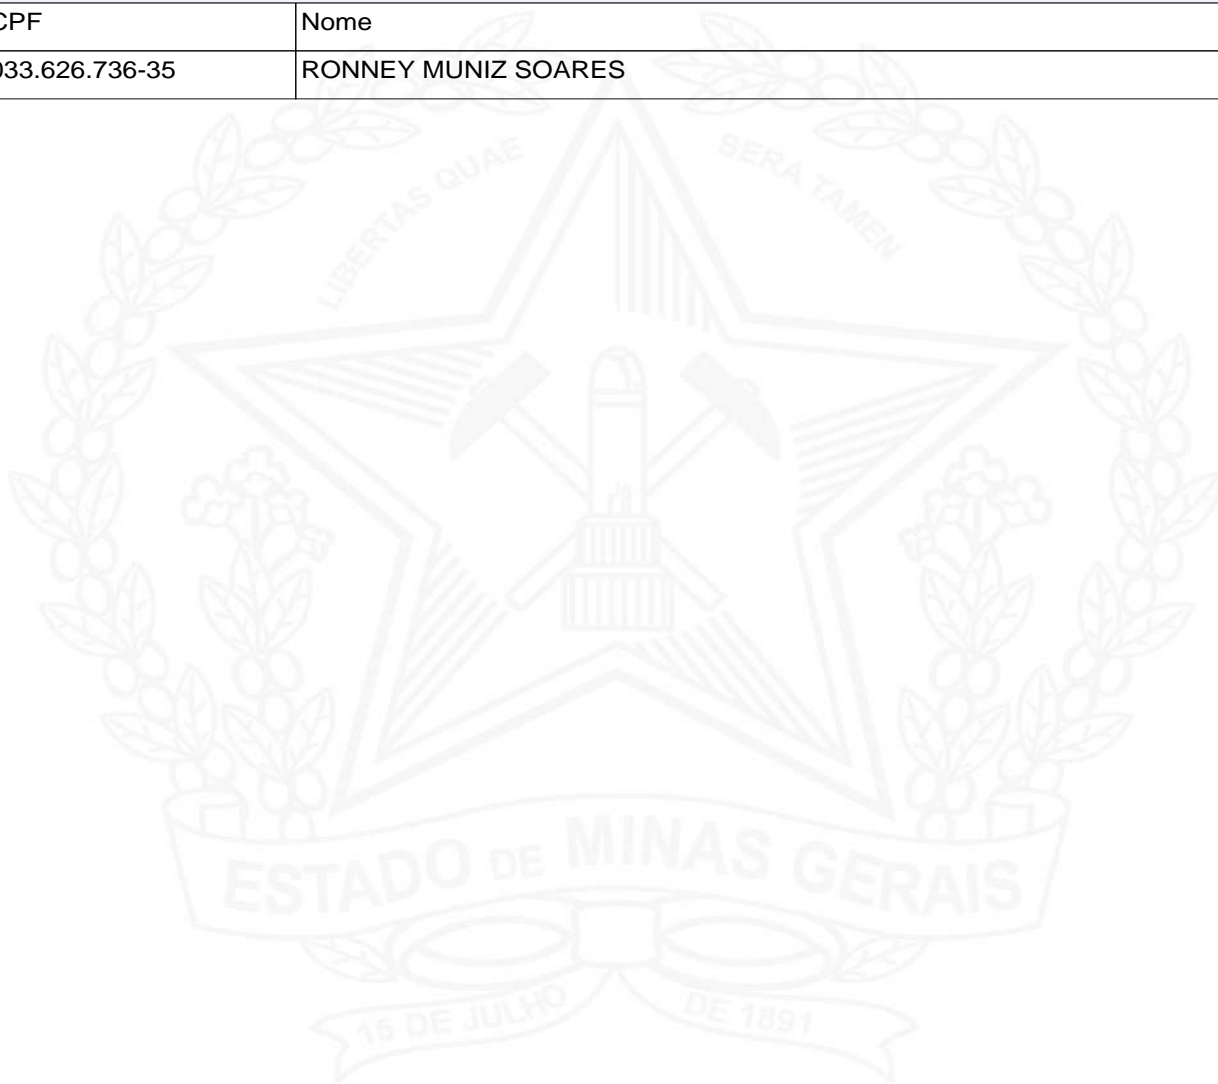 CPF Nome
033.626.736-35 RONNEY MUNIZ SOARES
LIBERTAS QUAE SERA TAMEN
ESTADO DE MINAS GERAIS
15 DE JULHO DE 1891